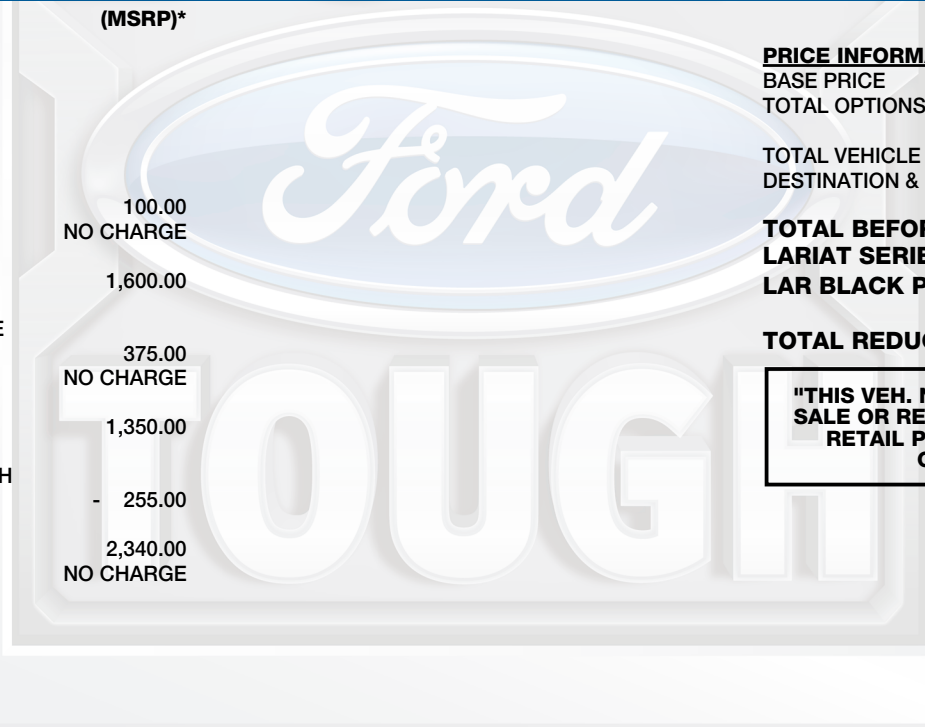 (MSRP)*
100.00
NO CHARGE
1,600.00
E
375.00
NO CHARGE
1,350.00
H
- 255.00
2,340.00
NO CHARGE
Ford
TOUGH
PRICE INFORM
BASE PRICE
TOTAL OPTIONS
TOTAL VEHICLE
DESTINATION &
TOTAL BEFOR
LARIAT SERIE
LAR BLACK P
TOTAL REDU
"THIS VEH. 
SALE OR RE
RETAIL P